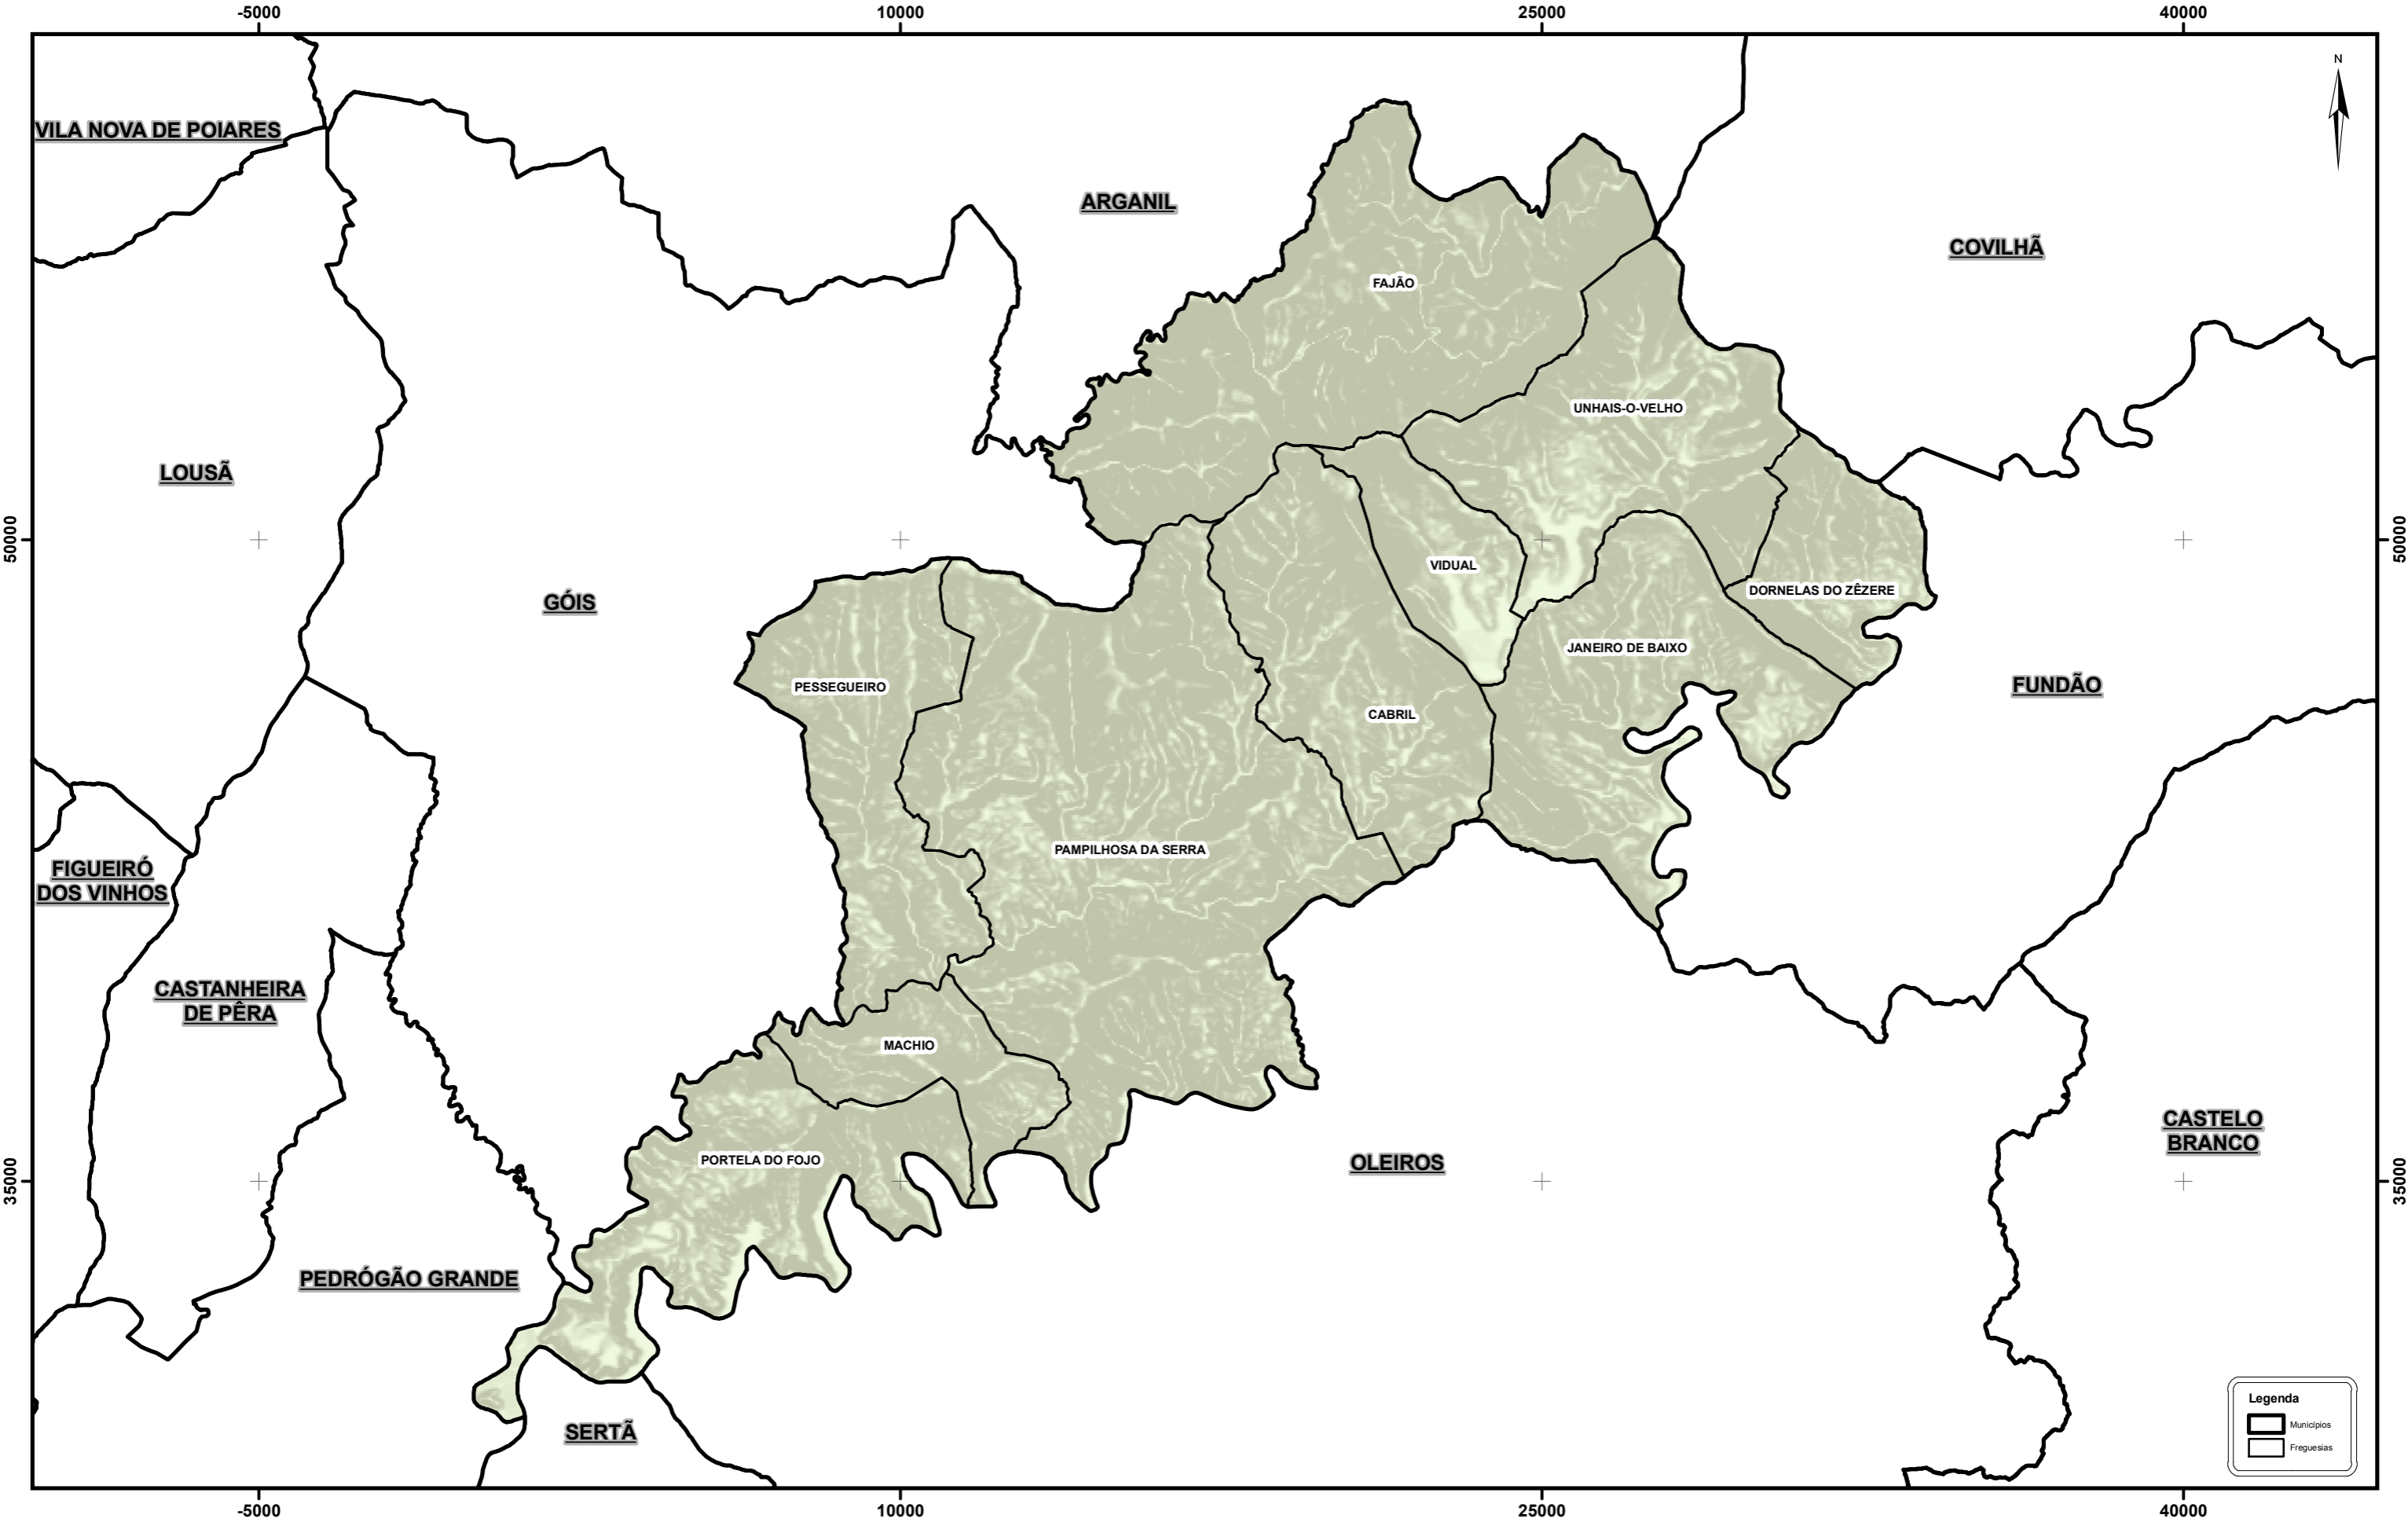 -5000
10000
25000
40000
N
VILA NOVA DE POIARES
ARGANIL
COVILHÃ
FAJÃO
UNHAIS-O-VELHO
LOUSÃ
50000
50000
VIDUAL
DORNELAS DO ZÊZERE
GÓIS
JANEIRO DE BAIXO
PESSEGUEIRO
FUNDÃO
CABRIL
PAMPILHOSA DA SERRA
FIGUEIRÓ
DOS VINHOS
CASTANHEIRA
DE PÊRA
MACHIO
CASTELO
BRANCO
PORTELA DO FOJO
OLEIROS
35000
35000
PEDRÓGÃO GRANDE
SERTÃ
Legenda
Municípios
Freguesias
-5000
10000
25000
40000